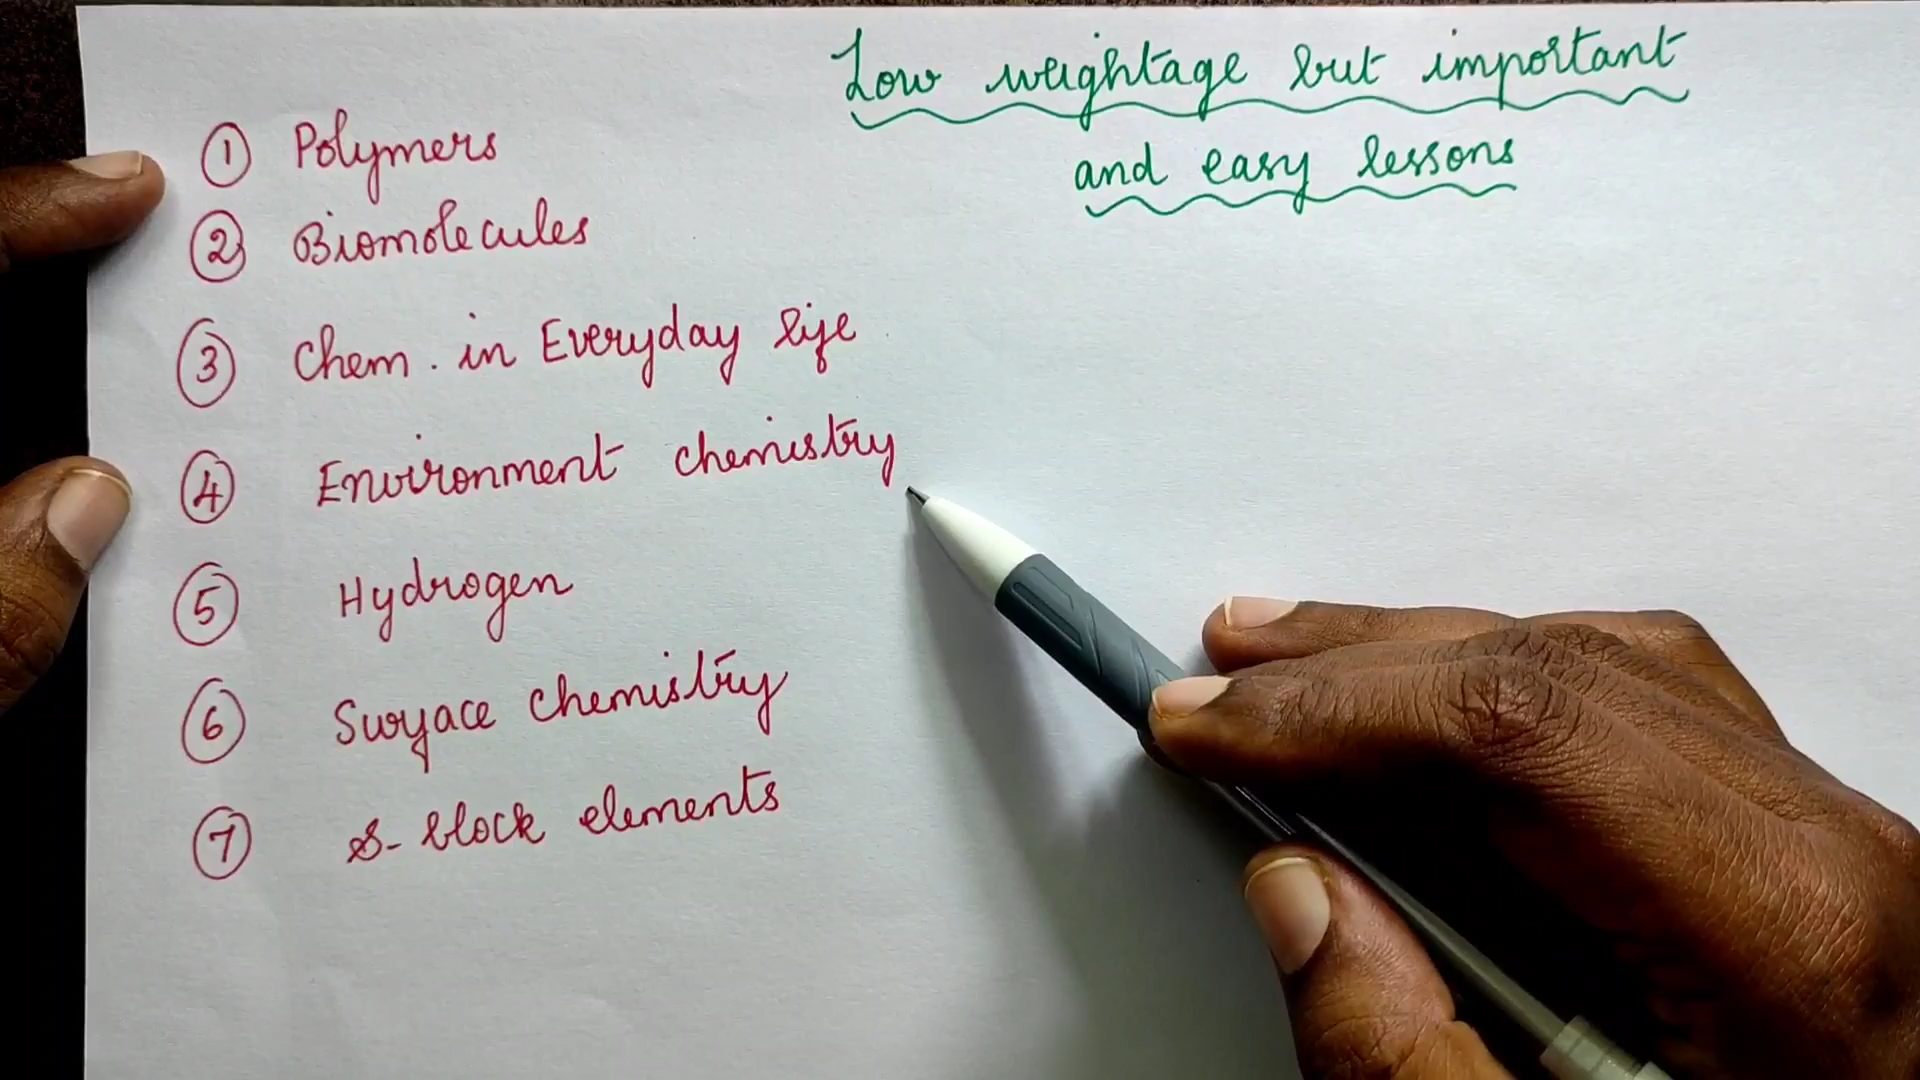 Low weightage but important
and easy lessons
① Polymers
② Biomolecules
③ Chem. in Everyday life
④ Environment chemistry
⑤ Hydrogen
⑥ Surface chemistry
⑦ s-block elements